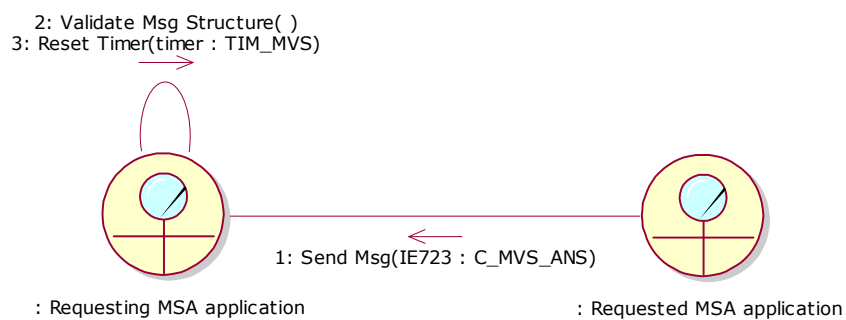 2: Validate Msg Structure( )
3: Reset Timer(timer : TIM_MVS)
1: Send Msg(IE723 : C_MVS_ANS)
: Requesting MSA application
: Requested MSA application